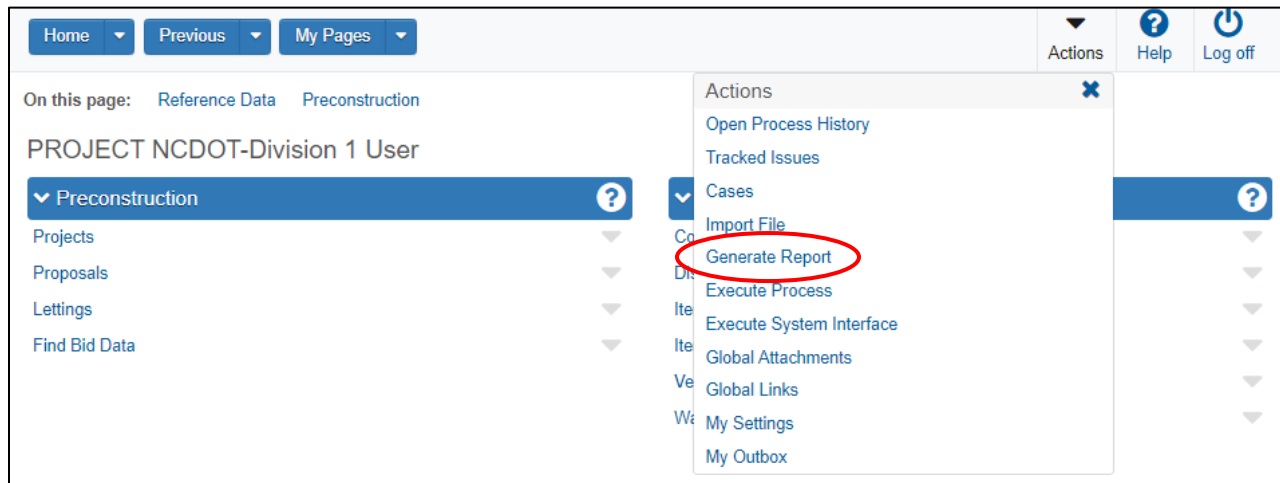 Home Previous My Pages Actions Help Log off
On this page: Reference Data Preconstruction
PROJECT NCDOT-Division 1 User
Preconstruction
Projects
Proposals
Lettings
Find Bid Data
Actions
Open Process History
Tracked Issues
Cases
Import File
Generate Report
Execute Process
Execute System Interface
Global Attachments
Global Links
My Settings
My Outbox